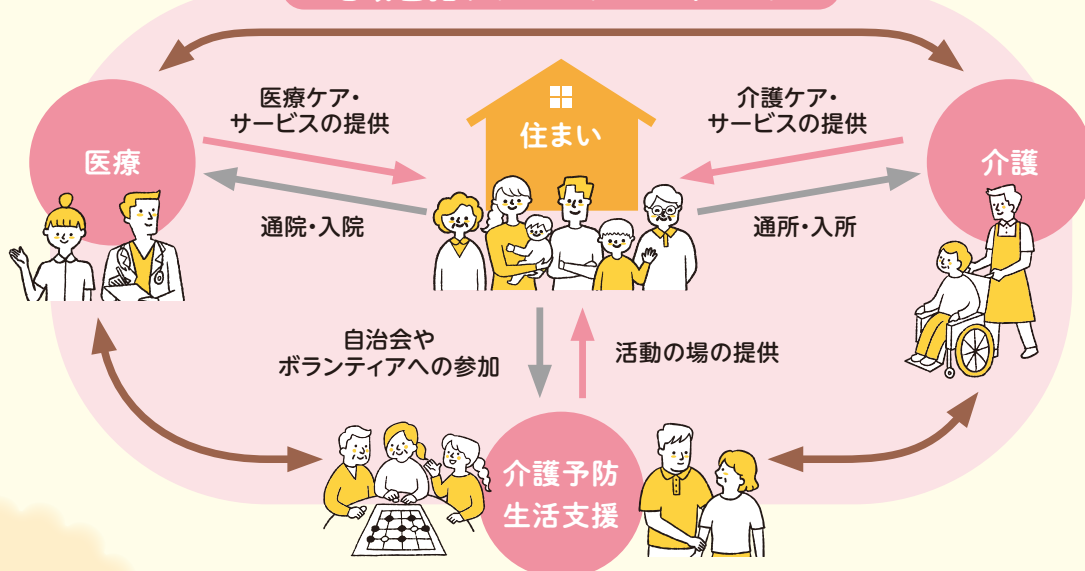 医療ケア・
サービスの提供
介護ケア・
サービスの提供
住まい
医療
介護
通院・入院
通所・入所
自治会や
ボランティアへの参加
活動の場の提供
介護予防
生活支援